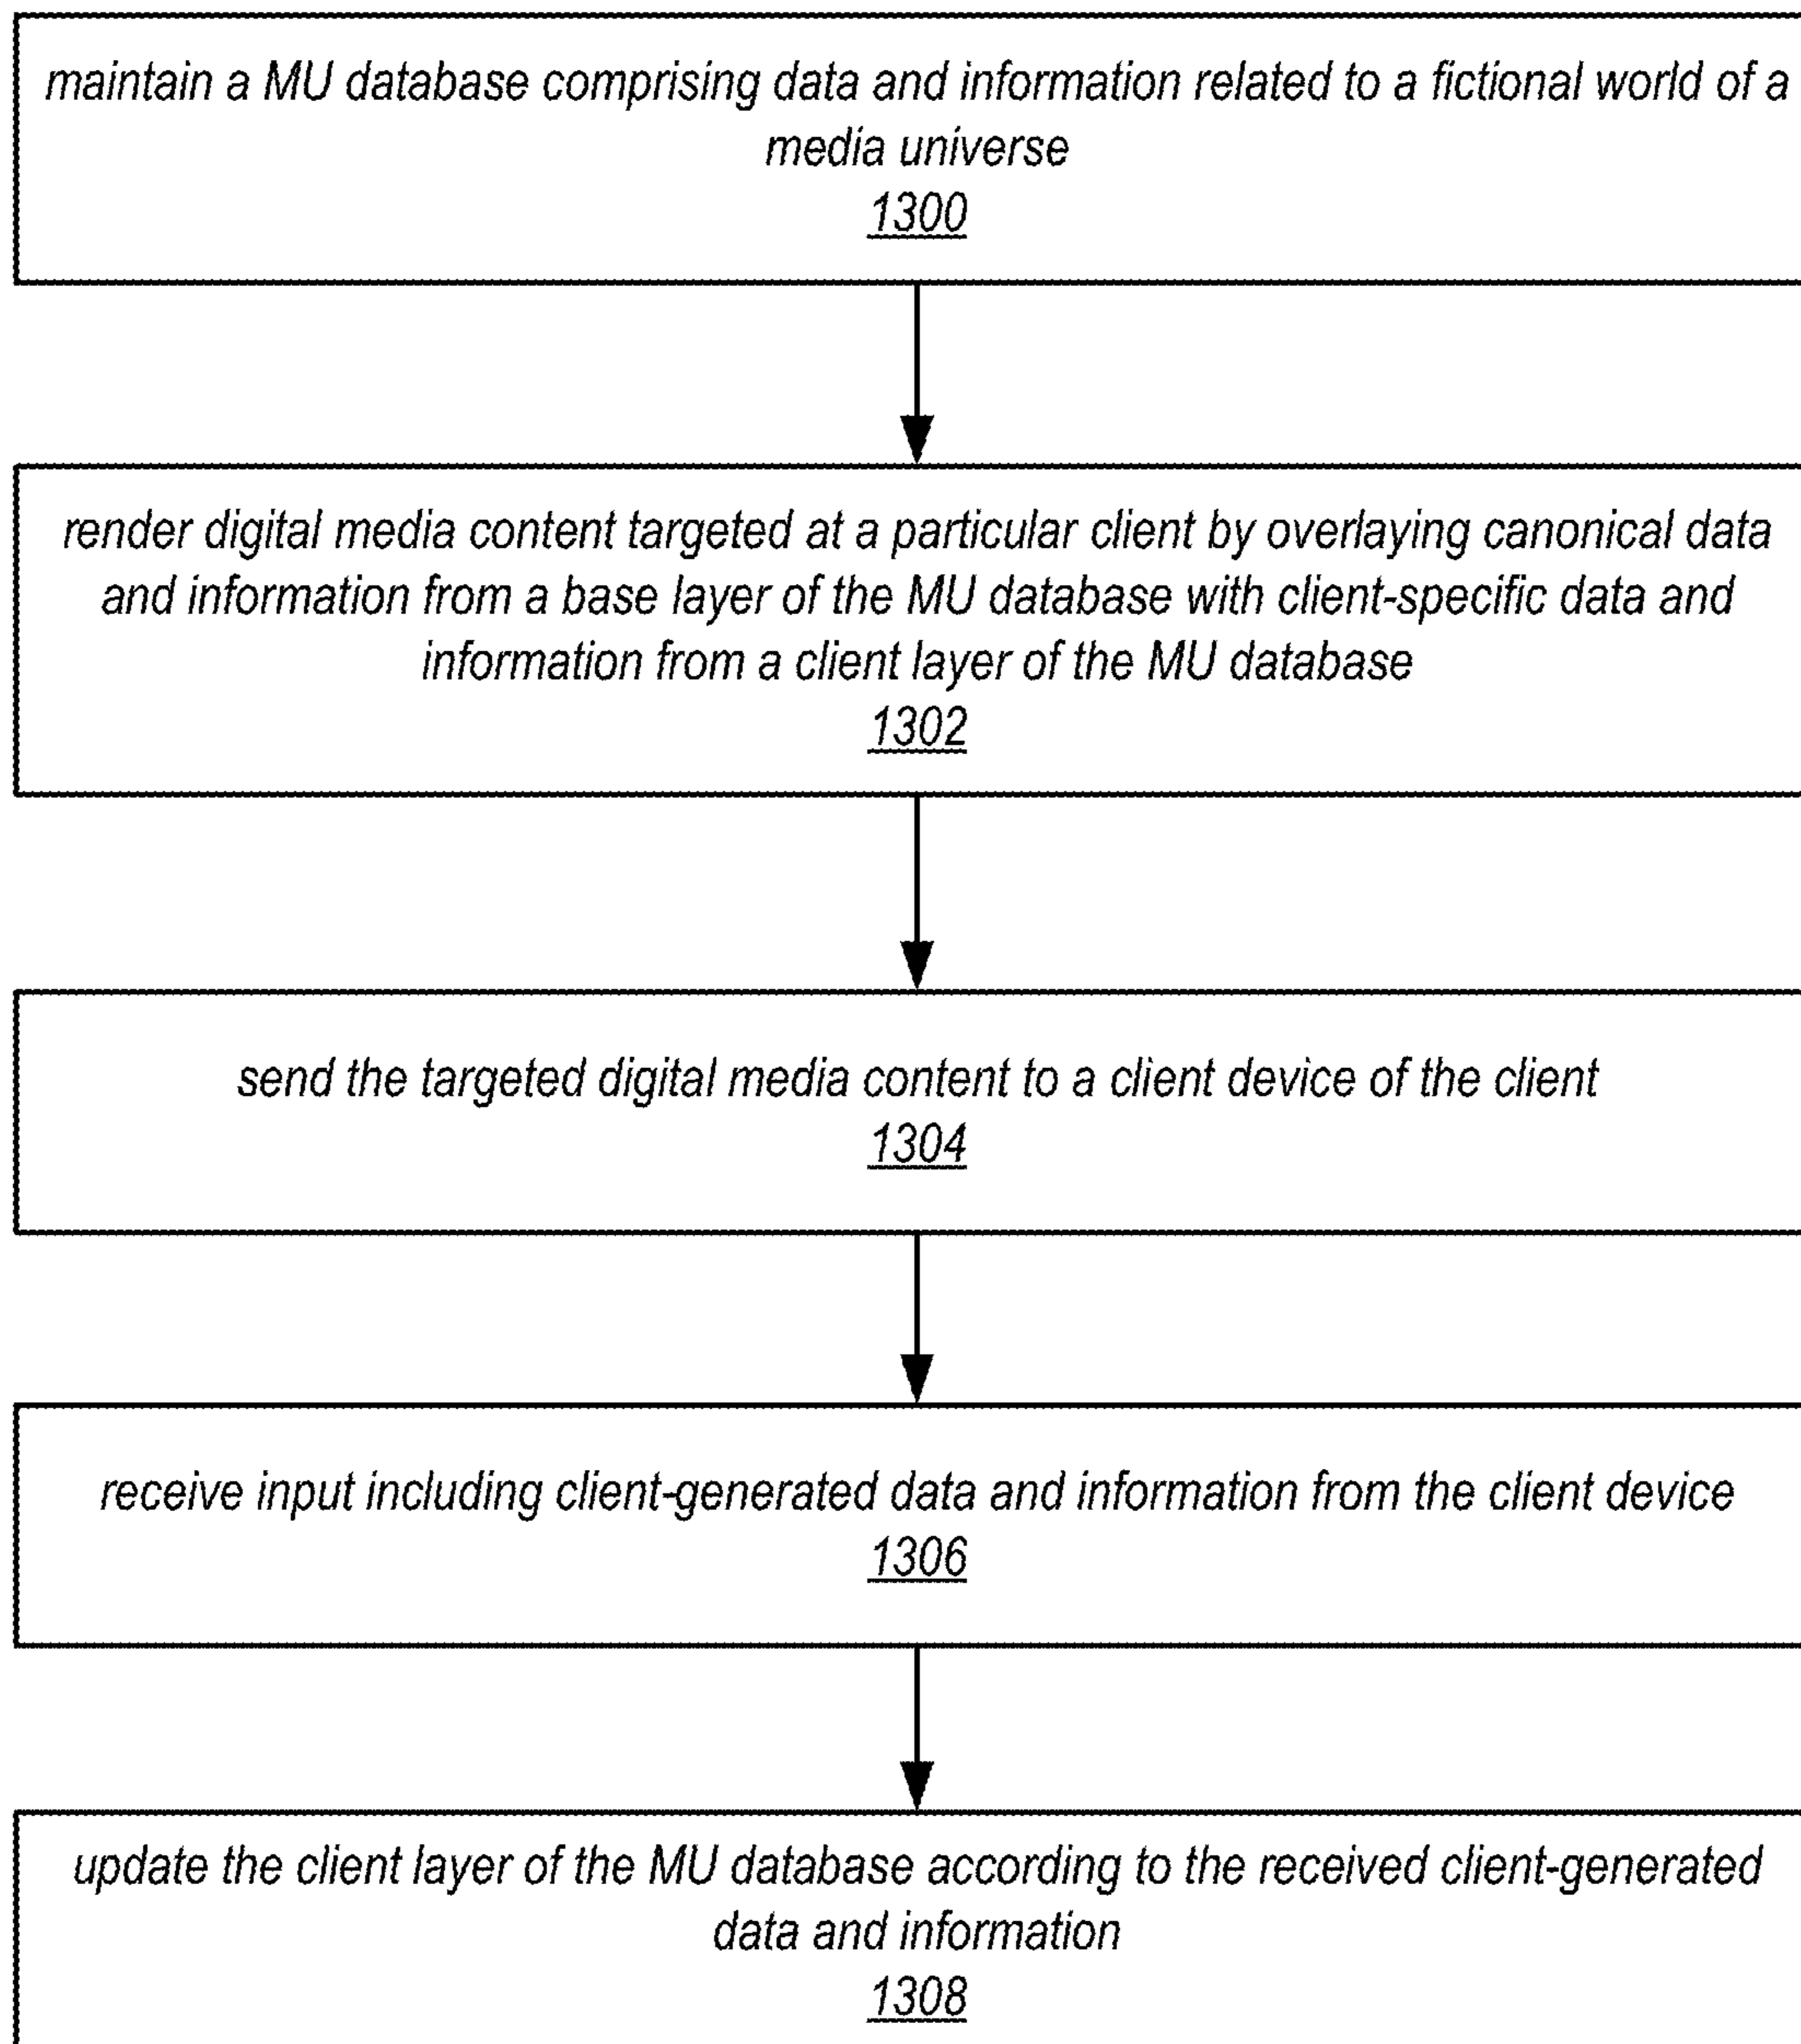 maintain a MU database comprising data and information related to a fictional world of a
media universe
1300
render digital media content targeted at a particular client by overlaying canonical data
and information from a base layer of the MU database with client-specific data and
information from a client layer of the MU database
1302
send the targeted digital media content to a client device of the client
1304
receive input including client-generated data and information from the client device
1306
update the client layer of the MU database according to the received client-generated
data and information
1308